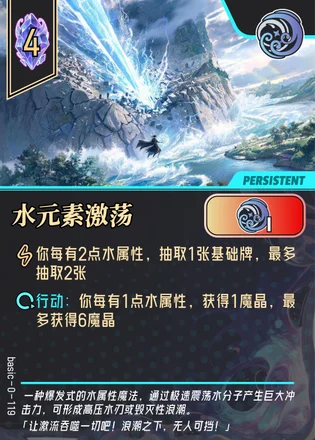 4
PERSISTENT
水元素激荡
你每有2点水属性，抽取1张基础牌，最多
抽取2张
行动：你每有1点水属性，获得1魔晶，最
多获得6魔晶
basic-0-119
一种爆发式的水属性魔法，通过极速震荡水分子产生巨大冲
击力，可形成高压水刃或毁灭性浪潮。
「让激流吞噬一切吧！浪潮之下，无人可挡！」